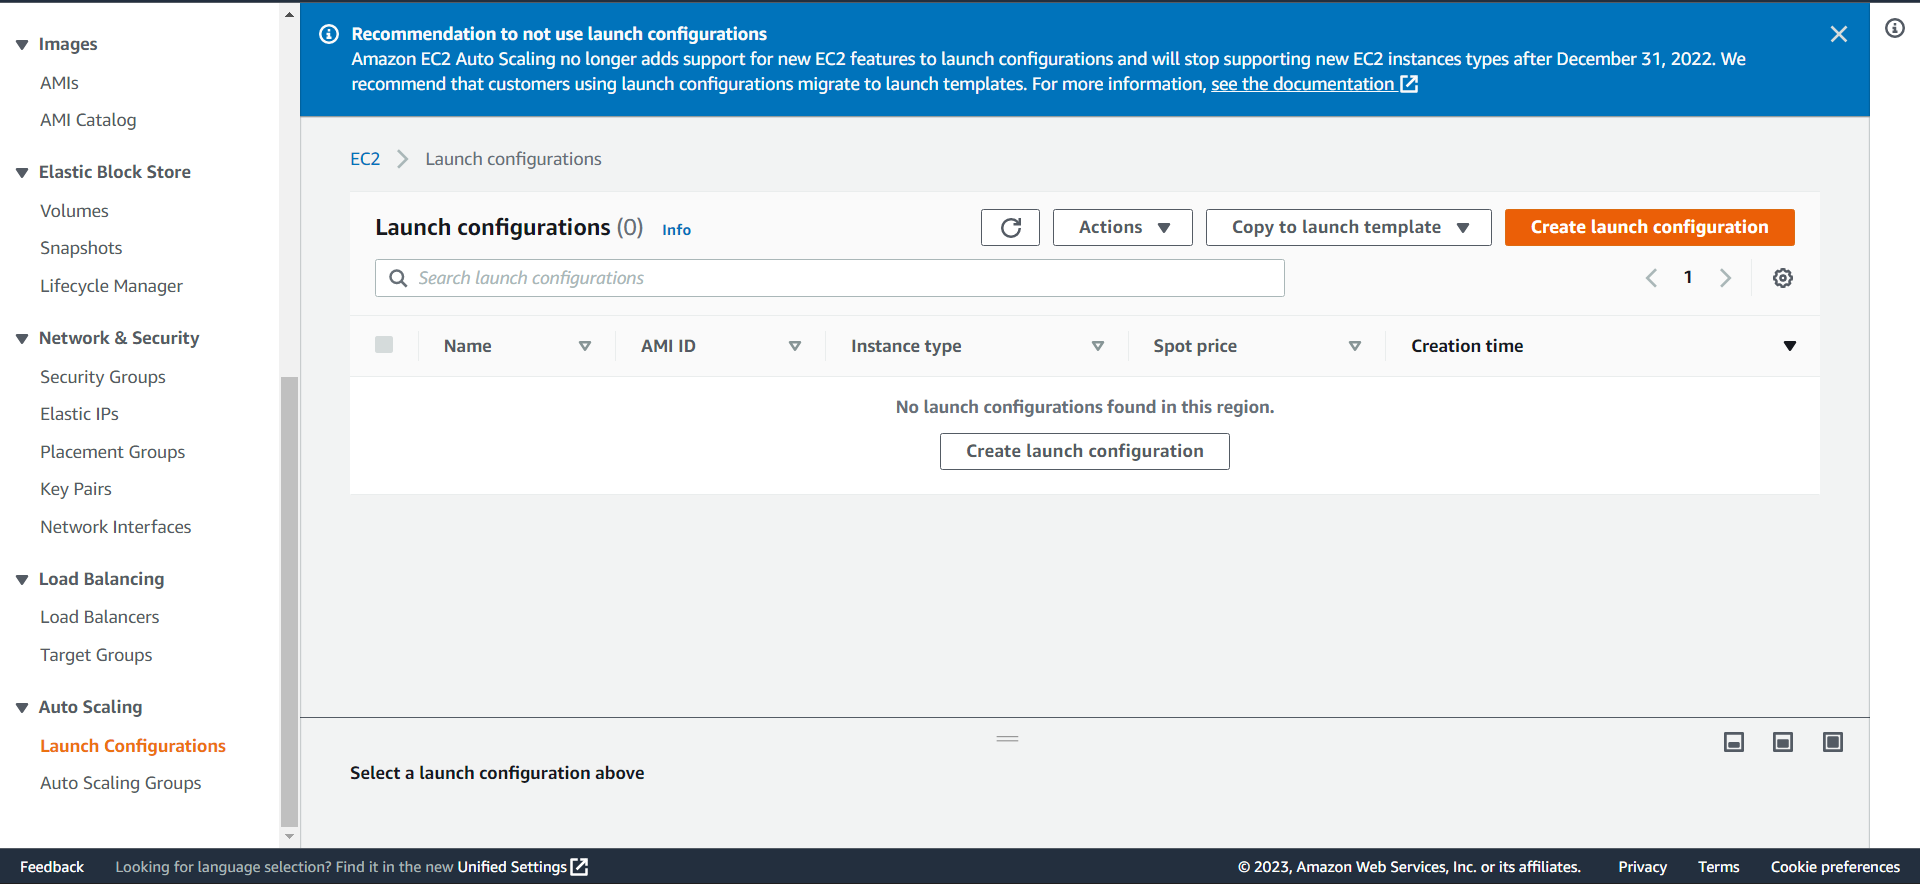 Images
AMIs
AMI Catalog
Elastic Block Store
Volumes
Snapshots
Lifecycle Manager
Network & Security
Security Groups
Elastic IPs
Placement Groups
Key Pairs
Network Interfaces
Load Balancing
Load Balancers
Target Groups
Auto Scaling
Launch Configurations
Auto Scaling Groups
Recommendation to not use launch configurations
Amazon EC2 Auto Scaling no longer adds support for new EC2 features to launch configurations and will stop supporting new EC2 instances types after December 31, 2022. We
recommend that customers using launch configurations migrate to launch templates. For more information, see the documentation
EC2 Launch configurations
Launch configurations (0) Info
Actions Copy to launch template Create launch configuration
Search launch configurations
1
Name AMI ID Instance type Spot price Creation time
No launch configurations found in this region.
Create launch configuration
Select a launch configuration above
Feedback Looking for language selection? Find it in the new Unified Settings © 2023, Amazon Web Services, Inc. or its affiliates. Privacy Terms Cookie preferences